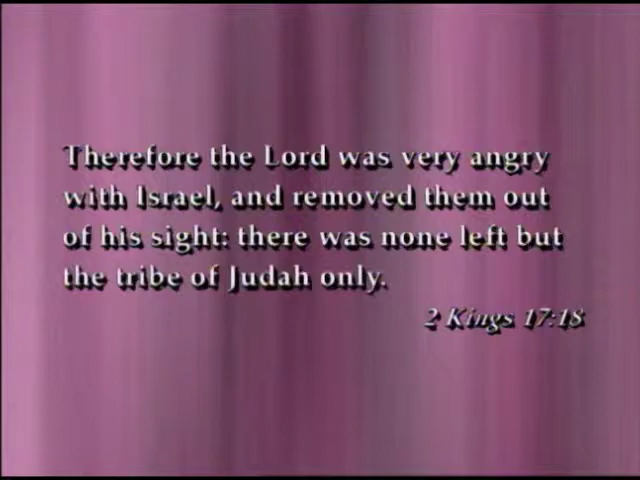 Therefore the Lord was very angry
with Israel, and removed them out
of his sight: there was none left but
the tribe of Judah only.
2 Kings 17:18